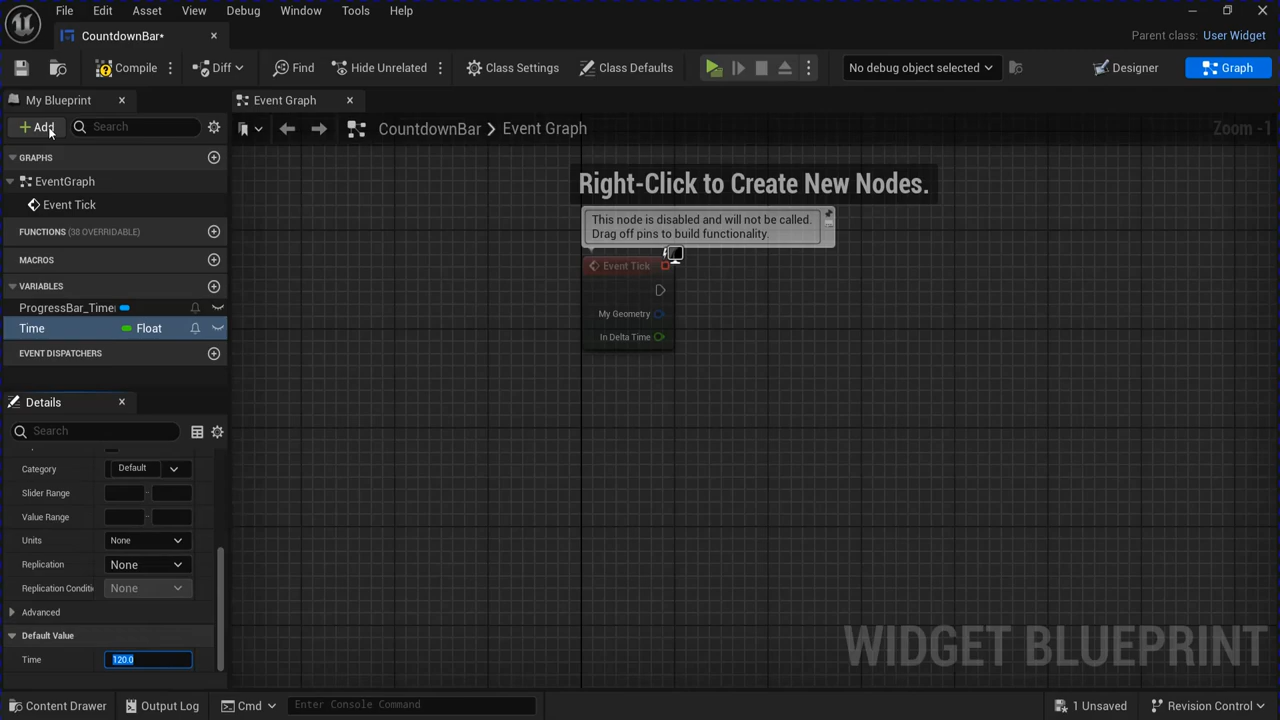 File Edit Asset View Debug Window Tools Help
CountdownBar*
Parent class: User Widget
Compile Diff Find Hide Unrelated Class Settings Class Defaults No debug object selected Designer Graph
My Blueprint
Event Graph
Add Search
CountdownBar > Event Graph
Zoom -1
GRAPHS
EventGraph
Event Tick
FUNCTIONS (38 OVERRIDABLE)
MACROS
VARIABLES
ProgressBar_Time
Time Float
EVENT DISPATCHERS
Right-Click to Create New Nodes.
This node is disabled and will not be called.
Drag off pins to build functionality.
Event Tick
My Geometry
In Delta Time
Details
Search
Category Default
Slider Range
Value Range
Units None
Replication None
Replication Conditi None
Advanced
Default Value
Time 120.0
WIDGET BLUEPRINT
Content Drawer Output Log Cmd Enter Console Command 1 Unsaved Revision Control